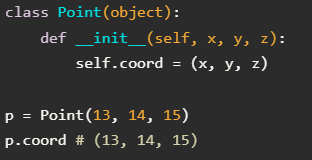 class Point(object):
    def __init__(self, x, y, z):
        self.coord = (x, y, z)
p = Point(13, 14, 15)
p.coord # (13, 14, 15)